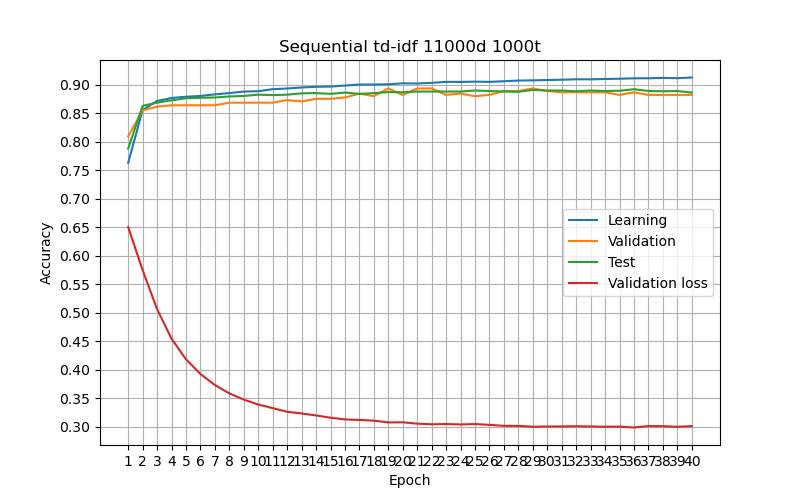 Sequential td-idf 11000d 1000t
Accuracy
0.90
0.85
0.80
0.75
0.70
0.65
0.60
0.55
0.50
0.45
0.40
0.35
0.30
Learning
Validation
Test
Validation loss
1 2 3 4 5 6 7 8 9 10 11 12 13 14 15 16 17 18 19 20 21 22 23 24 25 26 27 28 29 30 31 32 33 34 35 36 37 38 39 40
Epoch